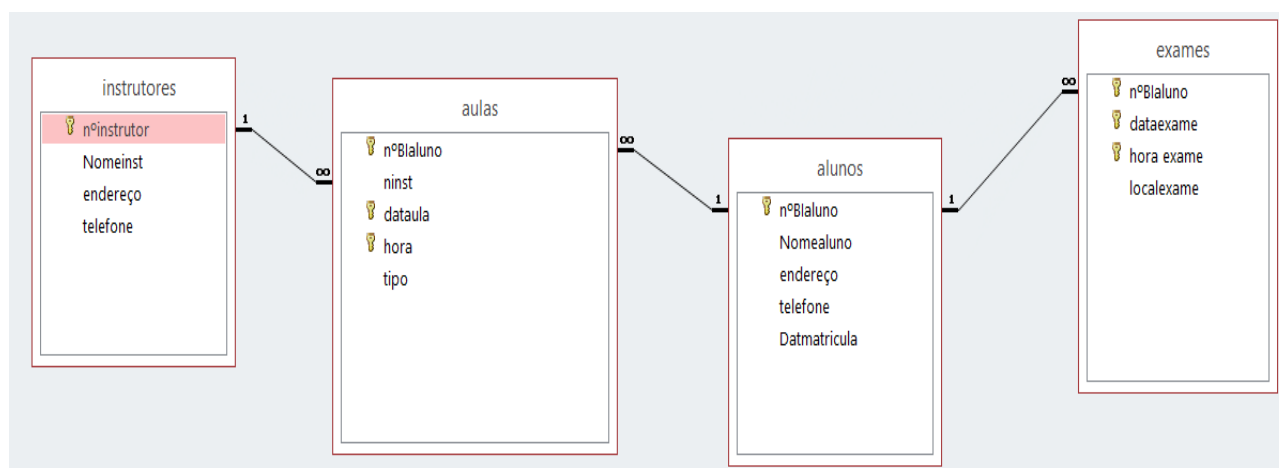 instrutores
nºinstrutor
Nomeinst
endereço
telefone
1
∞
aulas
nºBIaluno
ninst
dataula
hora
tipo
∞
1
alunos
nºBIaluno
Nomealuno
endereço
telefone
Datmatricula
1
∞
exames
nºBIaluno
dataexame
hora exame
localexame